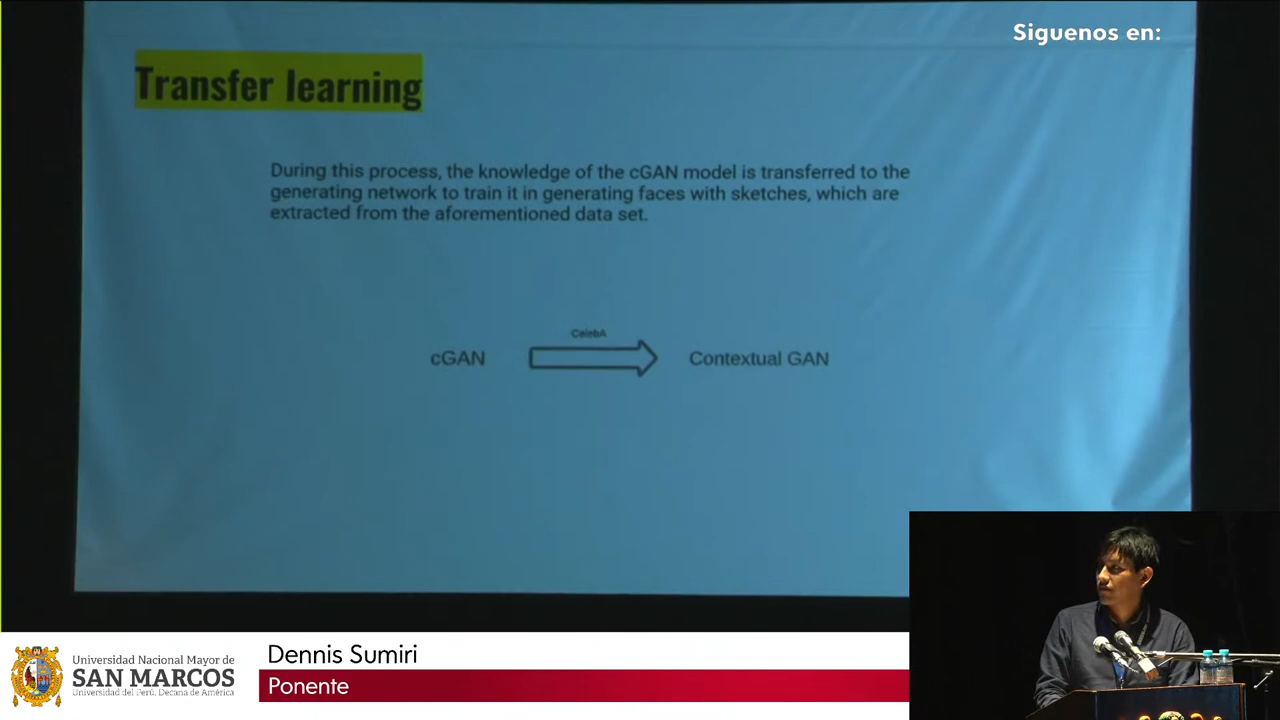 Siguenos en:
Transfer learning
During this process, the knowledge of the cGAN model is transferred to the
generating network to train it in generating faces with sketches, which are
extracted from the aforementioned data set.
CelebA
cGAN
Contextual GAN
Dennis Sumiri
Ponente
Universidad Nacional Mayor de
SAN MARCOS
Universidad del Perú. Decana de América